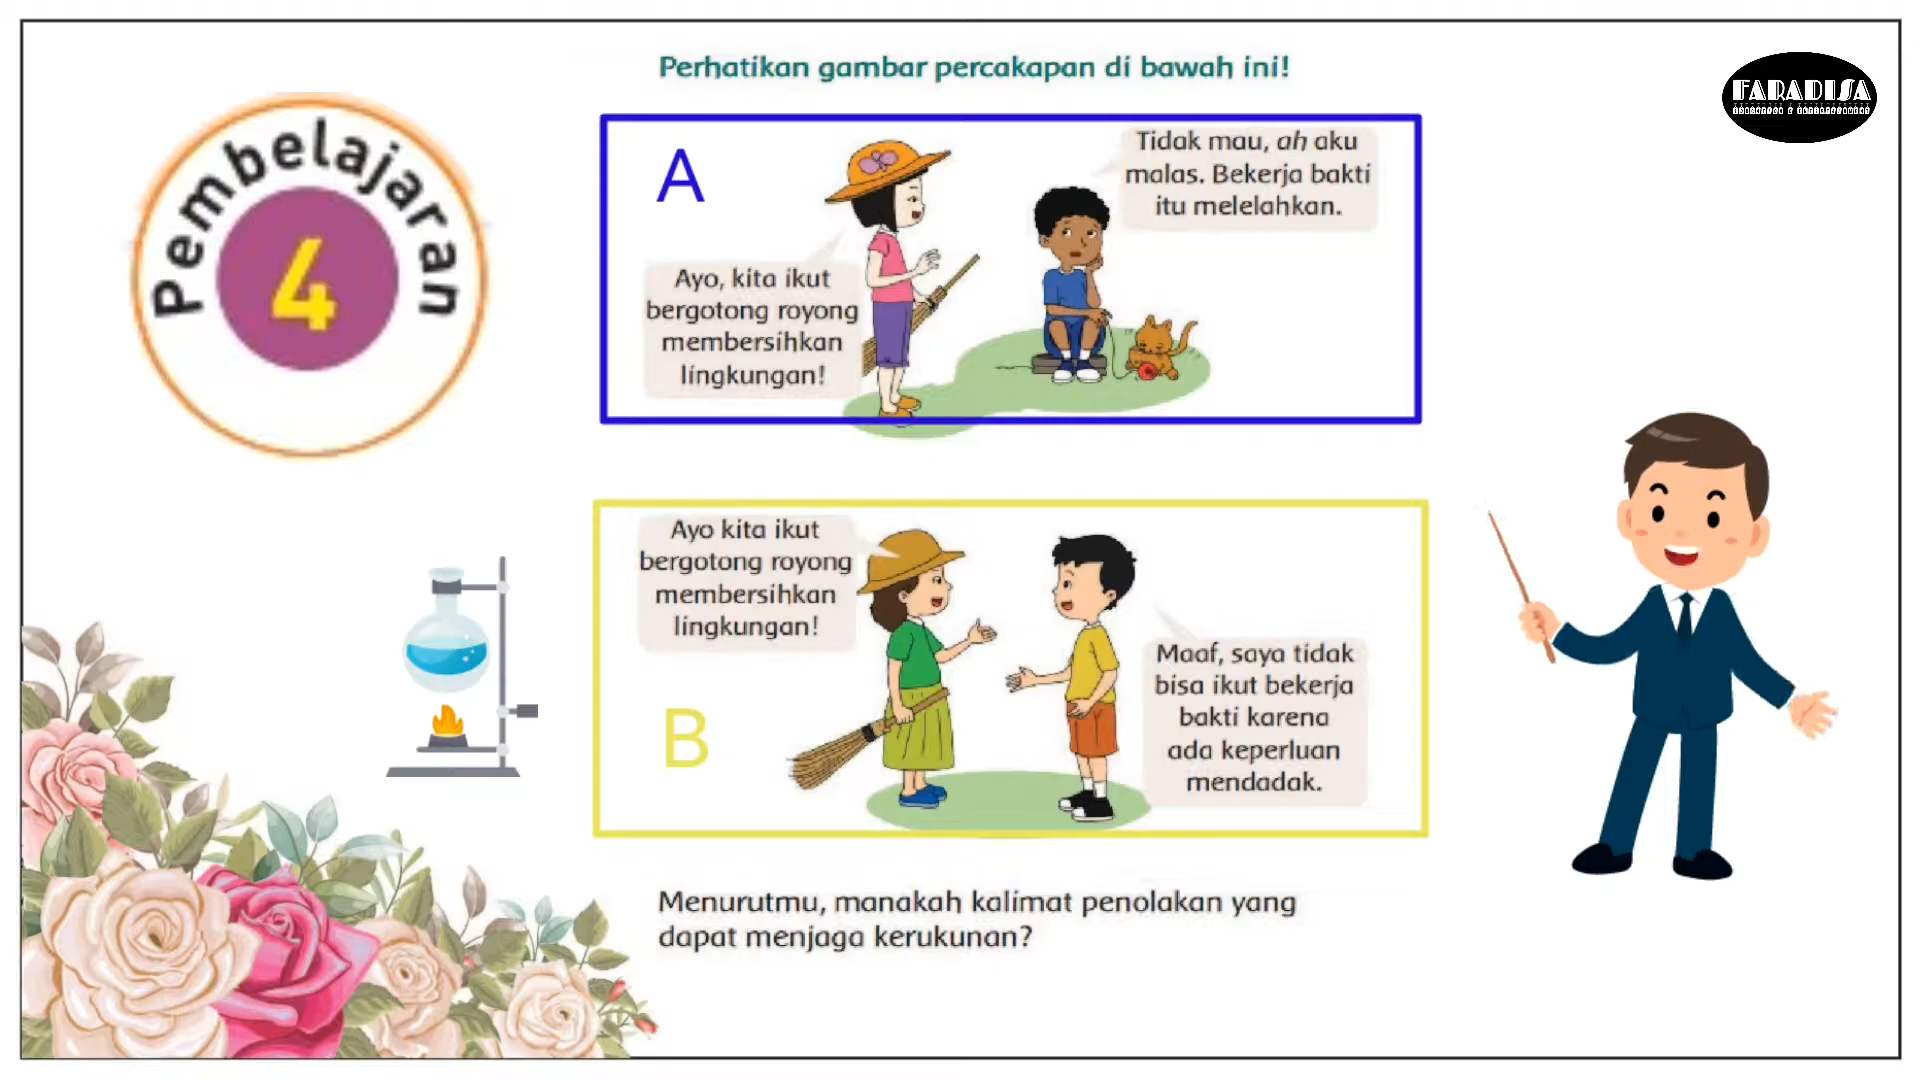 Perhatikan gambar percakapan di bawah ini!
FARADISA
Pembelajaran
4
A
Tidak mau, ah aku
malas. Bekerja bakti
itu melelahkan.
Ayo, kita ikut
bergotong royong
membersihkan
lingkungan!
Ayo kita ikut
bergotong royong
membersihkan
lingkungan!
B
Maaf, saya tidak
bisa ikut bekerja
bakti karena
ada keperluan
mendadak.
Menurutmu, manakah kalimat penolakan yang
dapat menjaga kerukunan?